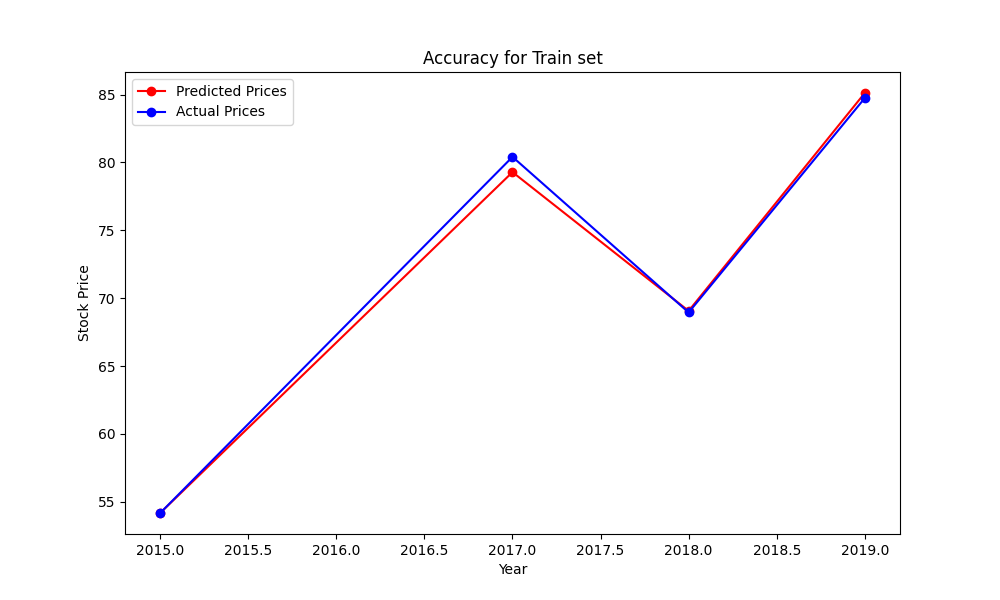 Accuracy for Train set
Predicted Prices
Actual Prices
85
80
75
70
65
60
55
Stock Price
2015.0 2015.5 2016.0 2016.5 2017.0 2017.5 2018.0 2018.5 2019.0
Year